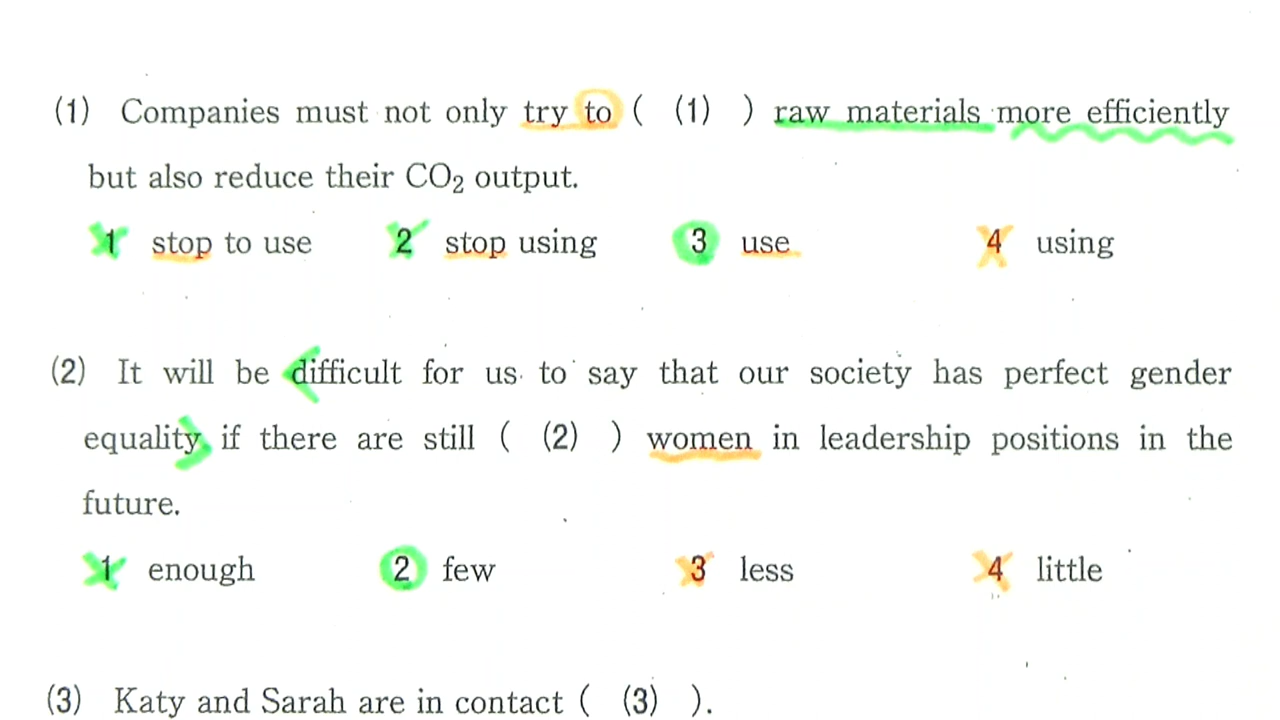 (1) Companies must not only try to ( (1) ) raw materials more efficiently
but also reduce their CO₂ output.
1 stop to use 2 stop using 3 use 4 using
(2) It will be difficult for us to say that our society has perfect gender
equality if there are still ( (2) ) women in leadership positions in the
future.
1 enough 2 few 3 less 4 little
(3) Katy and Sarah are in contact ( (3) ).